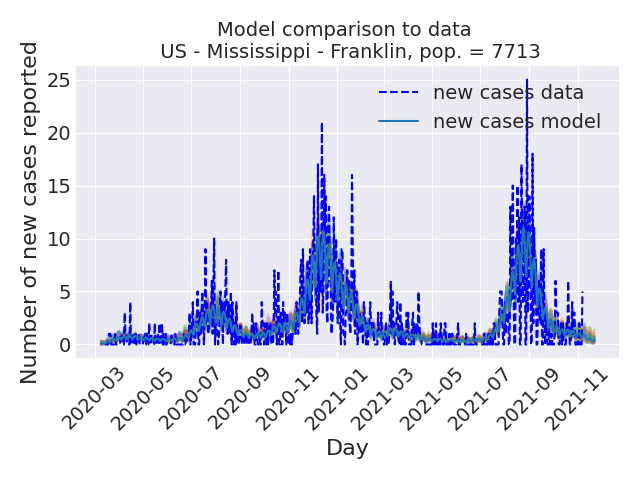 Model comparison to data
US - Mississippi - Franklin, pop. = 7713
Number of new cases reported
25
20
15
10
5
0
new cases data
new cases model
2020-03
2020-05
2020-07
2020-09
2020-11
2021-01
2021-03
2021-05
2021-07
2021-09
2021-11
Day